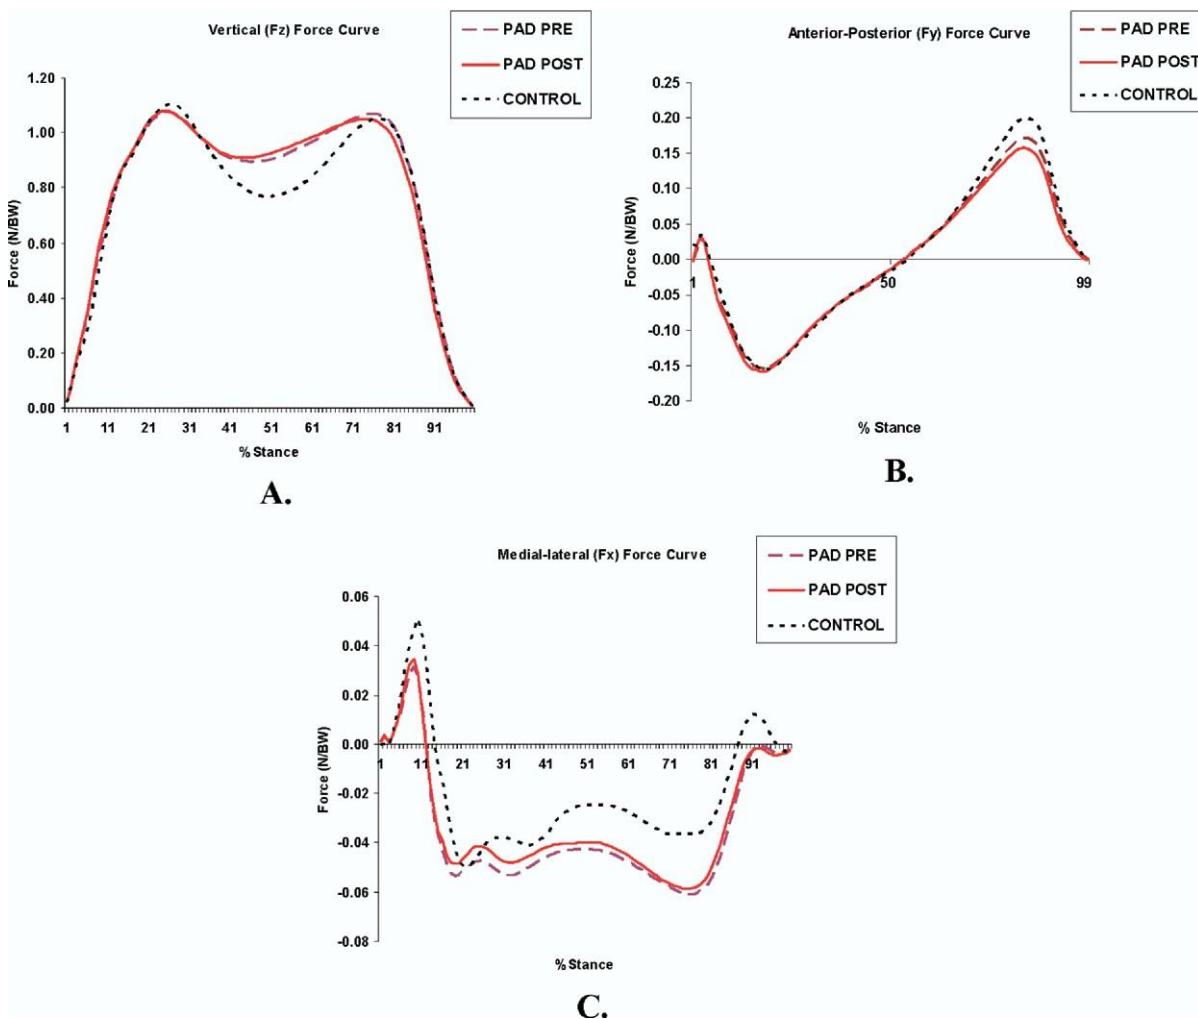 Vertical (Fz) Force Curve
PAD PRE
PAD POST
CONTROL
1.20
1.00
0.80
0.60
0.40
0.20
0.00
Force (N/BW)
1 11 21 31 41 51 61 71 81 91
% Stance
A.
Anterior-Posterior (Fy) Force Curve
PAD PRE
PAD POST
CONTROL
0.25
0.20
0.15
0.10
0.05
0.00
-0.05
-0.10
-0.15
-0.20
Force (N/BW)
1 50 99
% Stance
B.
Medial-lateral (Fx) Force Curve
PAD PRE
PAD POST
CONTROL
0.06
0.04
0.02
0.00
-0.02
-0.04
-0.06
-0.08
Force (N/BW)
1 11 21 31 41 51 61 71 81 91
% Stance
C.